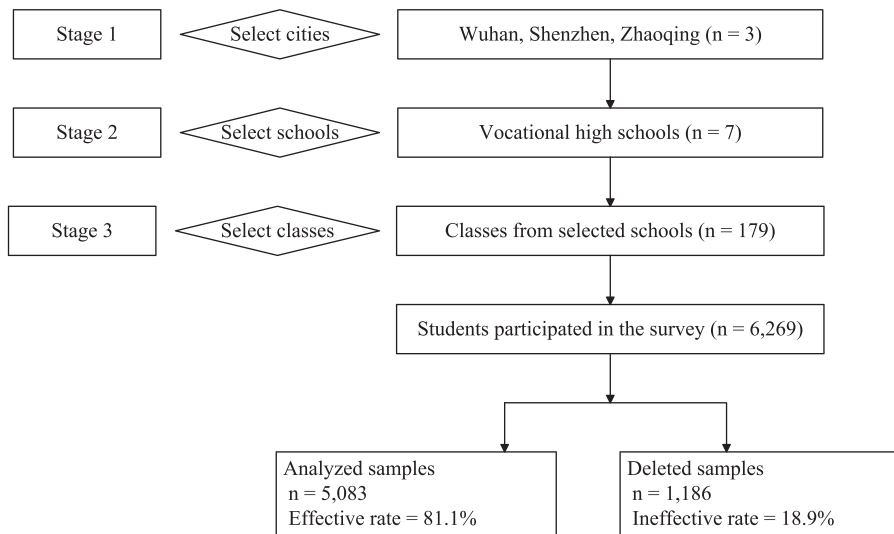 Stage 1
Select cities
Wuhan, Shenzhen, Zhaoqing (n = 3)
Stage 2
Select schools
Vocational high schools (n = 7)
Stage 3
Select classes
Classes from selected schools (n = 179)
Students participated in the survey (n = 6,269)
Analyzed samples
n = 5,083
Effective rate = 81.1%
Deleted samples
n = 1,186
Ineffective rate = 18.9%